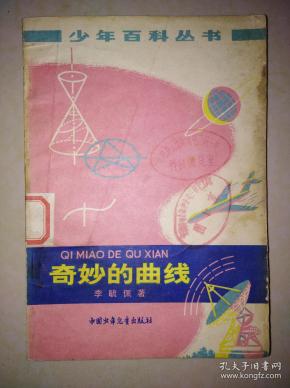 少年百科丛书
QI MIAO DE QU XIAN
奇妙的曲线
李毓佩著
中国少年儿童出版社
孔夫子旧书网